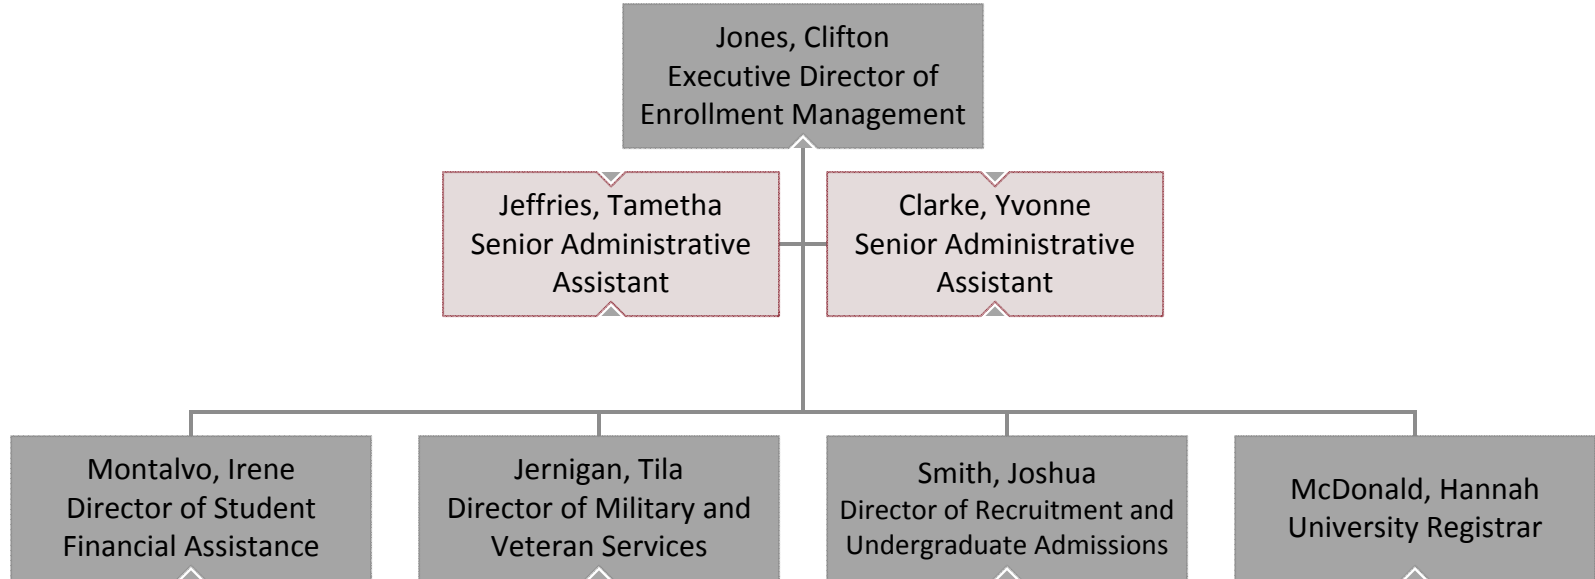 Jones, Clifton
Executive Director of
Enrollment Management
Jeffries, Tametha
Senior Administrative
Assistant
Clarke, Yvonne
Senior Administrative
Assistant
Montalvo, Irene
Director of Student
Financial Assistance
Jernigan, Tila
Director of Military and
Veteran Services
Smith, Joshua
Director of Recruitment and
Undergraduate Admissions
McDonald, Hannah
University Registrar